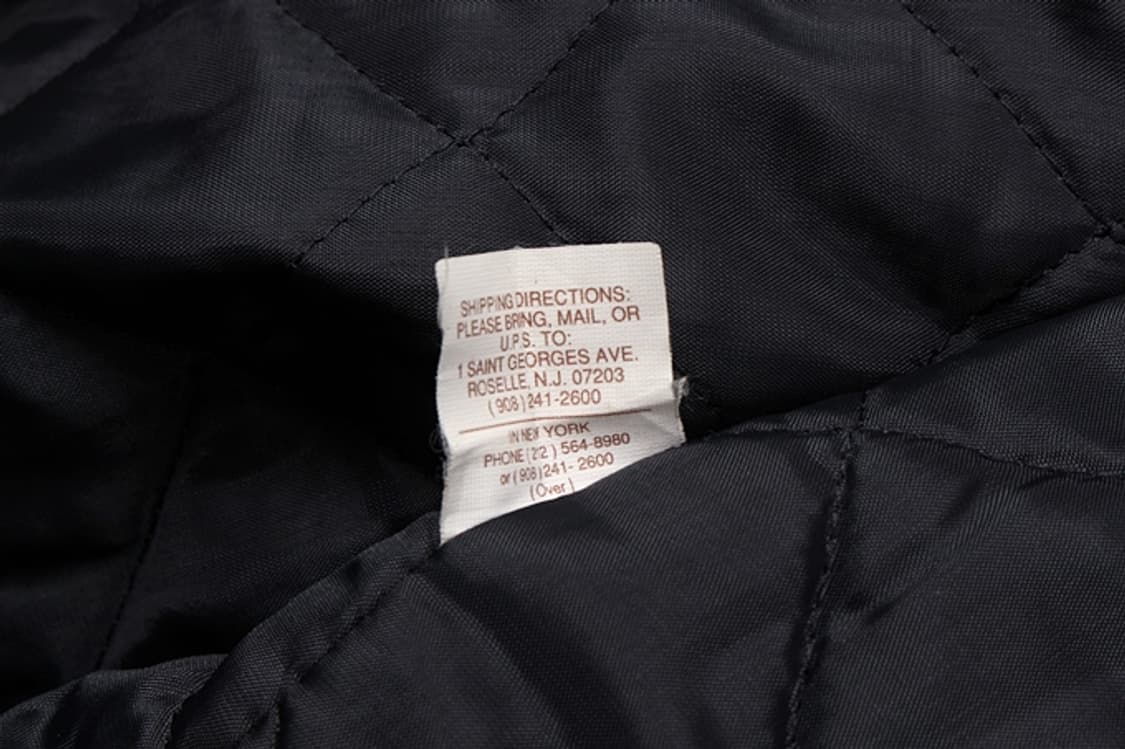 SHIPPING DIRECTIONS:
PLEASE BRING, MAIL, OR
U.P.S. TO:
1 SAINT GEORGES AVE.
ROSELLE, N.J. 07203
(908) 241-2600
IN NEW YORK
PHONE (212) 564-8980
or (908) 241-2600
(Over)